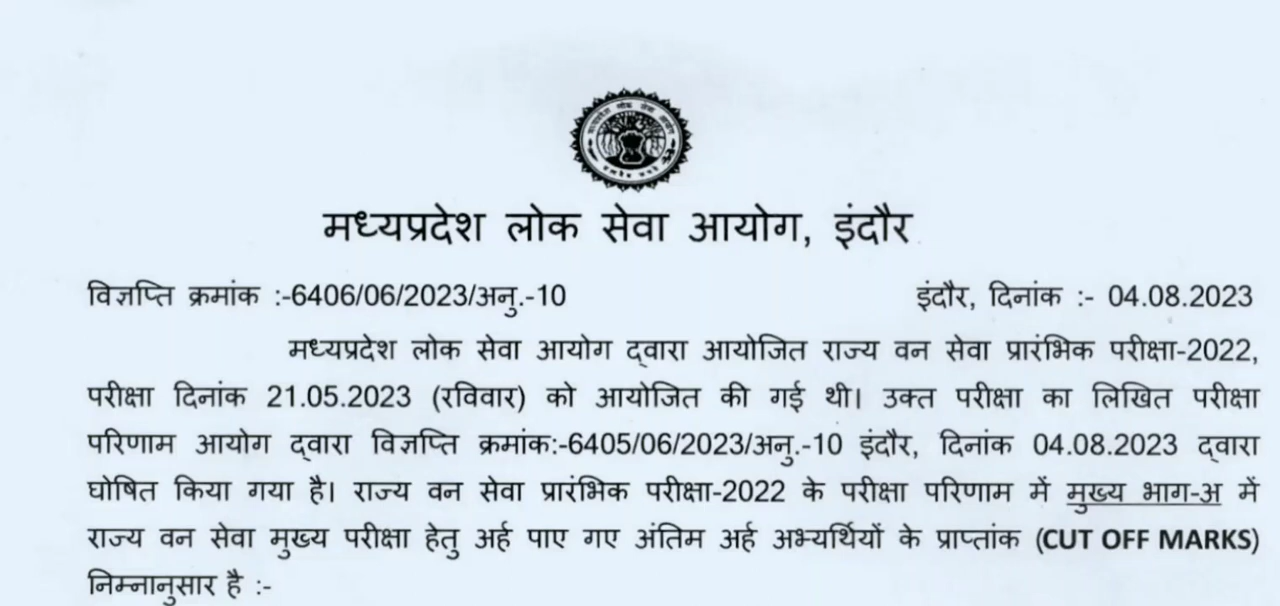 मध्यप्रदेश लोक सेवा आयोग, इंदौर
विज्ञप्ति क्रमांक :-6406/06/2023/अनु.-10 इंदौर, दिनांक :- 04.08.2023
मध्यप्रदेश लोक सेवा आयोग द्वारा आयोजित राज्य वन सेवा प्रारंभिक परीक्षा-2022,
परीक्षा दिनांक 21.05.2023 (रविवार) को आयोजित की गई थी। उक्त परीक्षा का लिखित परीक्षा
परिणाम आयोग द्वारा विज्ञप्ति क्रमांक:-6405/06/2023/अनु.-10 इंदौर, दिनांक 04.08.2023 द्वारा
घोषित किया गया है। राज्य वन सेवा प्रारंभिक परीक्षा-2022 के परीक्षा परिणाम में मुख्य भाग-अ में
राज्य वन सेवा मुख्य परीक्षा हेतु अर्ह पाए गए अंतिम अर्ह अभ्यर्थियों के प्राप्तांक (CUT OFF MARKS)
निम्नानुसार है :-